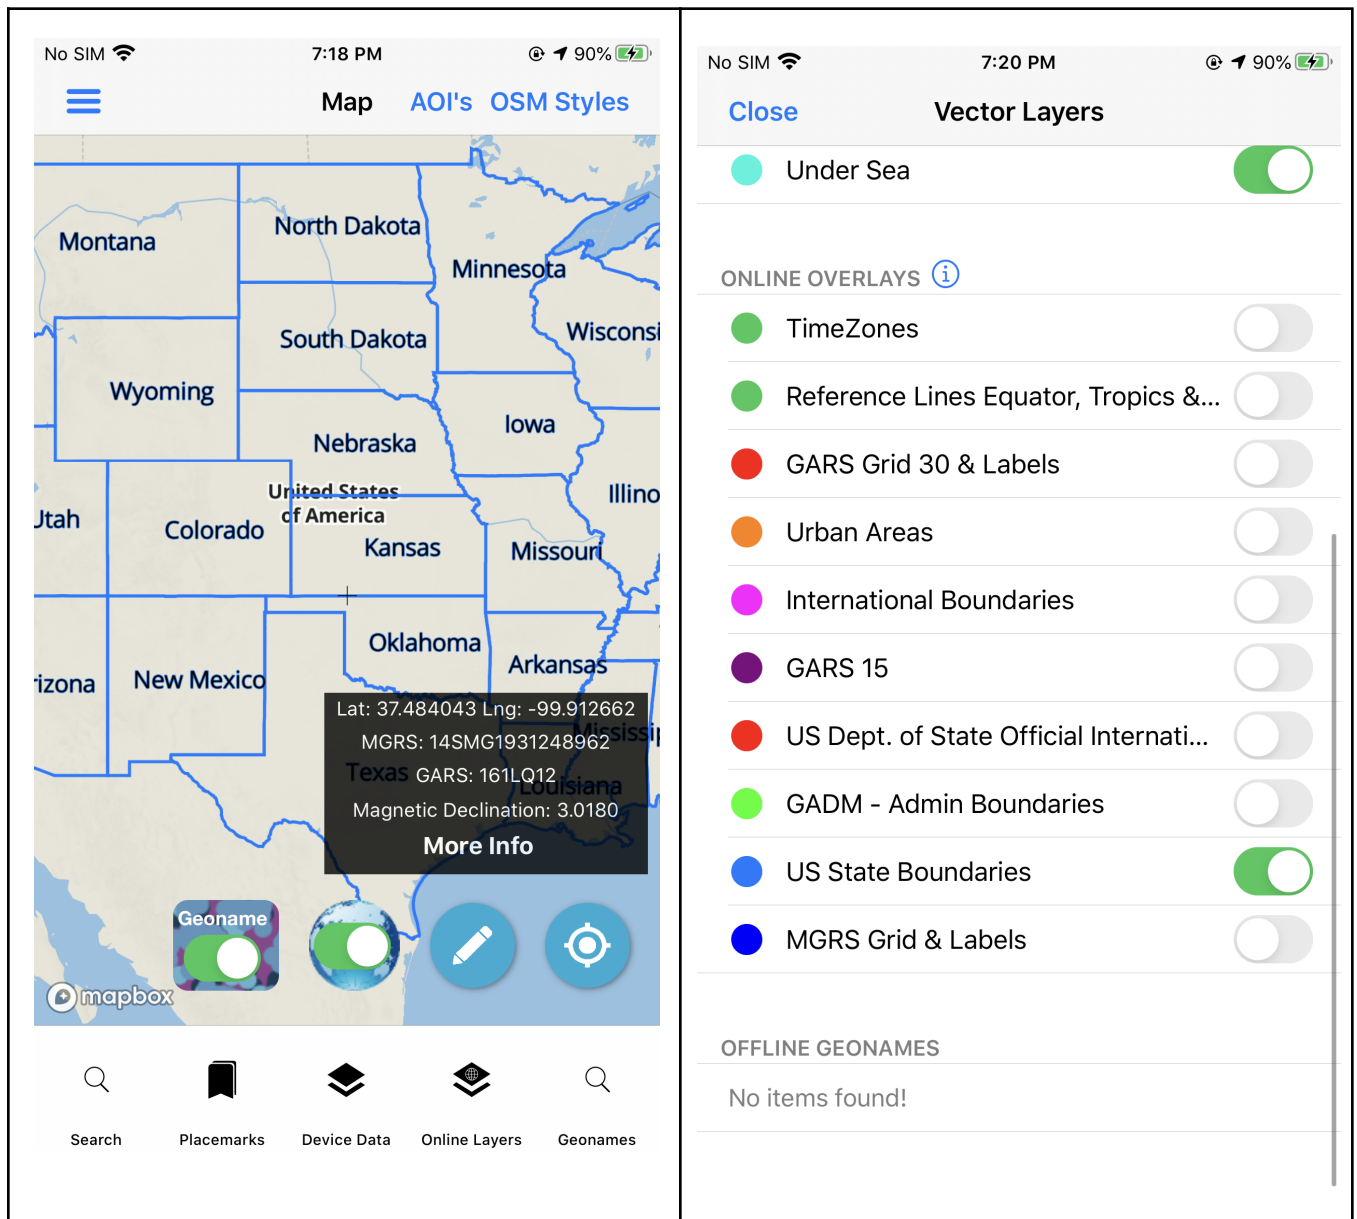 No SIM 7:18 PM 90%
Map AOI's OSM Styles
North Dakota
Montana
Minnesota
Wisconsi
South Dakota
Wyoming
Iowa
Nebraska
United States
of America
Illino
Utah
Colorado
Kansas
Missouri
Oklahoma
Arkansas
rizona
New Mexico
Lat: 37.484043 Lng: -99.912662
Mississip
MGRS: 14SMG1931248962
Texas
GARS: 161LQ12
Louisiana
Magnetic Declination: 3.0180
More Info
Geoname
mapbox
Search Placemarks Device Data Online Layers Geonames
No SIM 7:20 PM 90%
Close Vector Layers
Under Sea
ONLINE OVERLAYS i
TimeZones
Reference Lines Equator, Tropics &...
GARS Grid 30 & Labels
Urban Areas
International Boundaries
GARS 15
US Dept. of State Official Internati...
GADM - Admin Boundaries
US State Boundaries
MGRS Grid & Labels
OFFLINE GEONAMES
No items found!